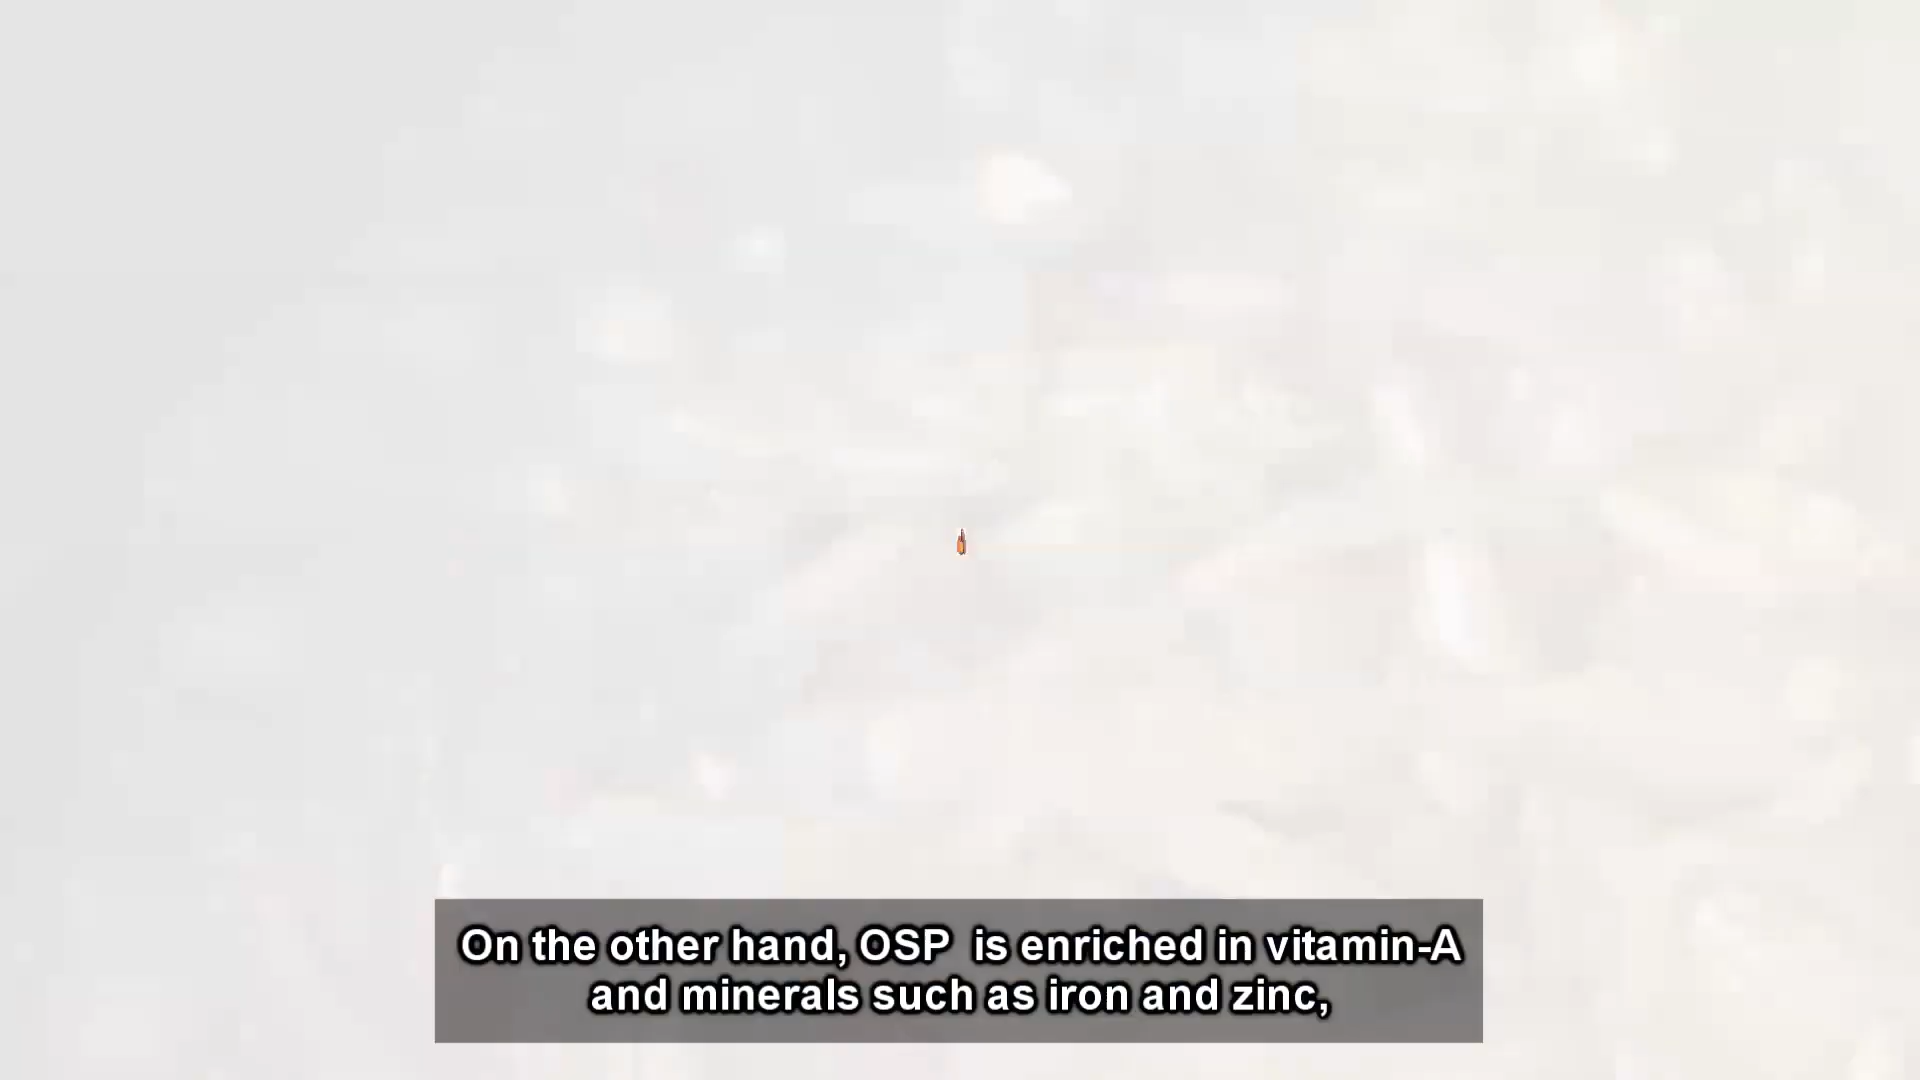 On the other hand, OSP  is enriched in vitamin-A
and minerals such as iron and zinc,